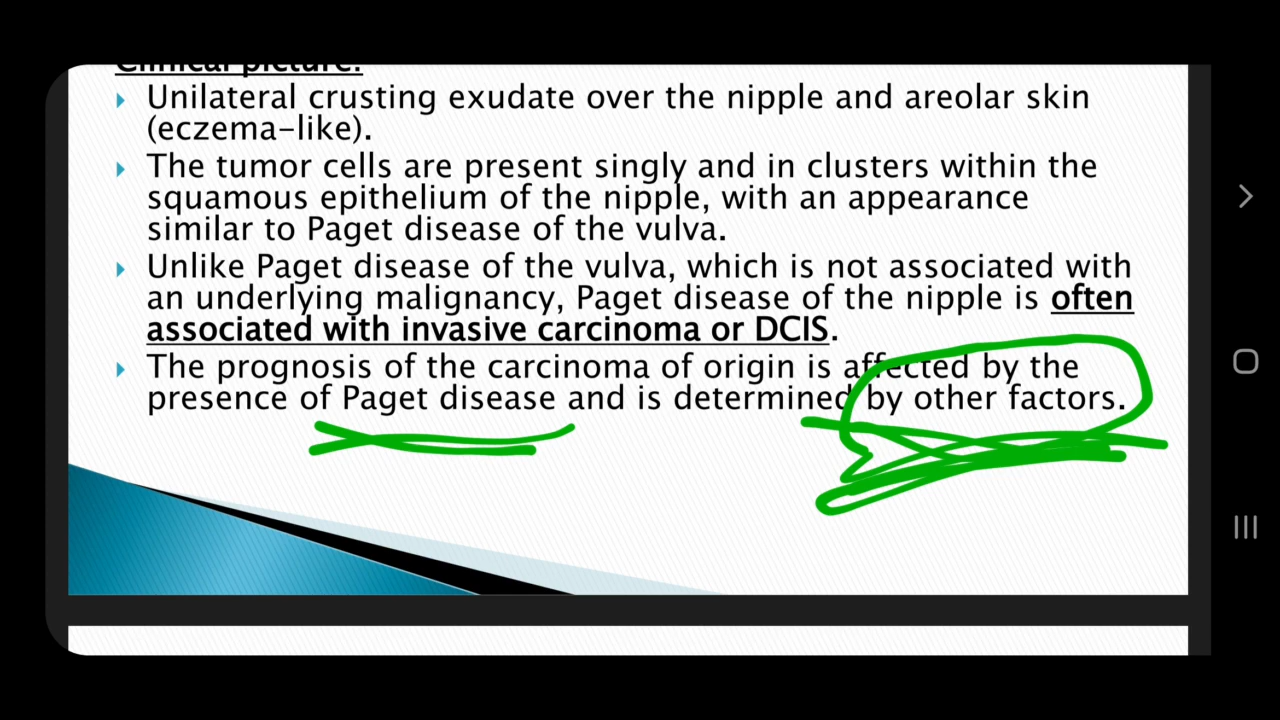 Clinical picture:
Unilateral crusting exudate over the nipple and areolar skin
(eczema-like).
The tumor cells are present singly and in clusters within the
squamous epithelium of the nipple, with an appearance
similar to Paget disease of the vulva.
Unlike Paget disease of the vulva, which is not associated with
an underlying malignancy, Paget disease of the nipple is often
associated with invasive carcinoma or DCIS.
The prognosis of the carcinoma of origin is affected by the
presence of Paget disease and is determined by other factors.